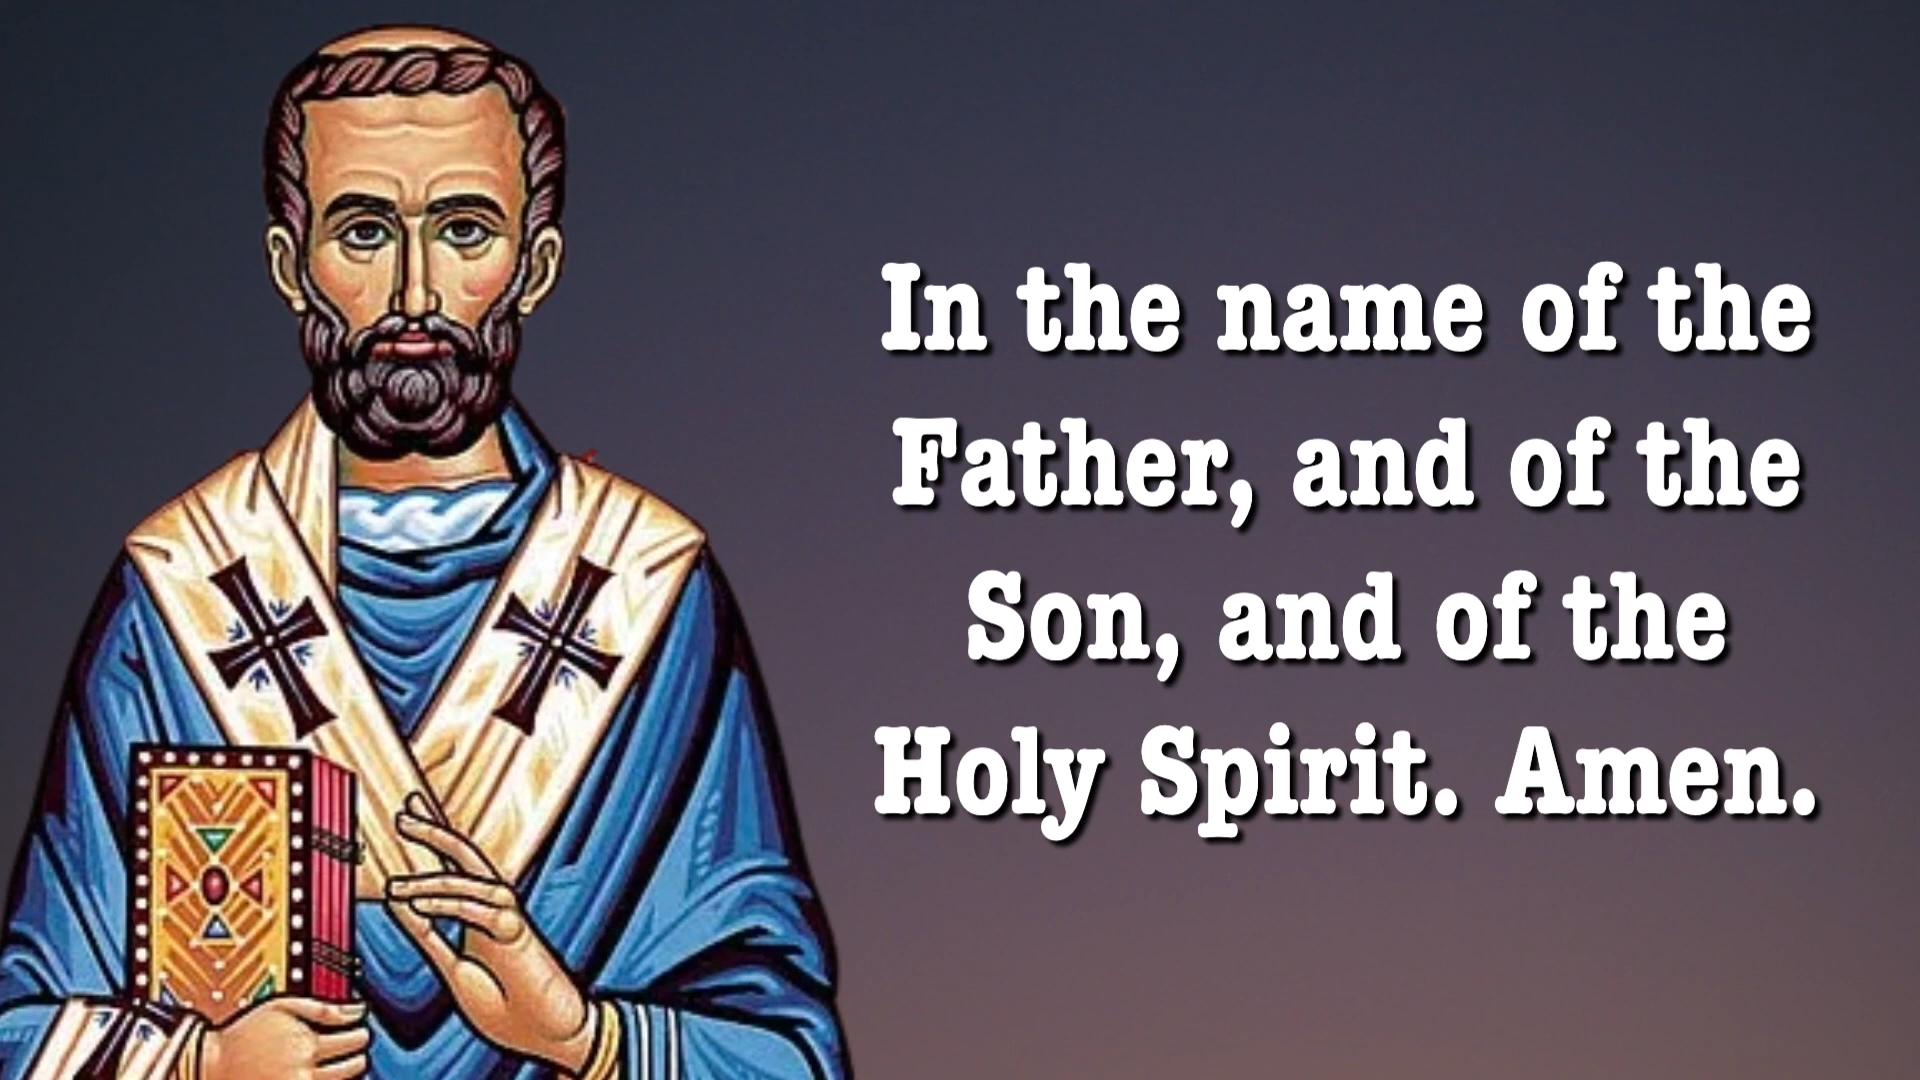 In the name of the
Father, and of the
Son, and of the
Holy Spirit. Amen.